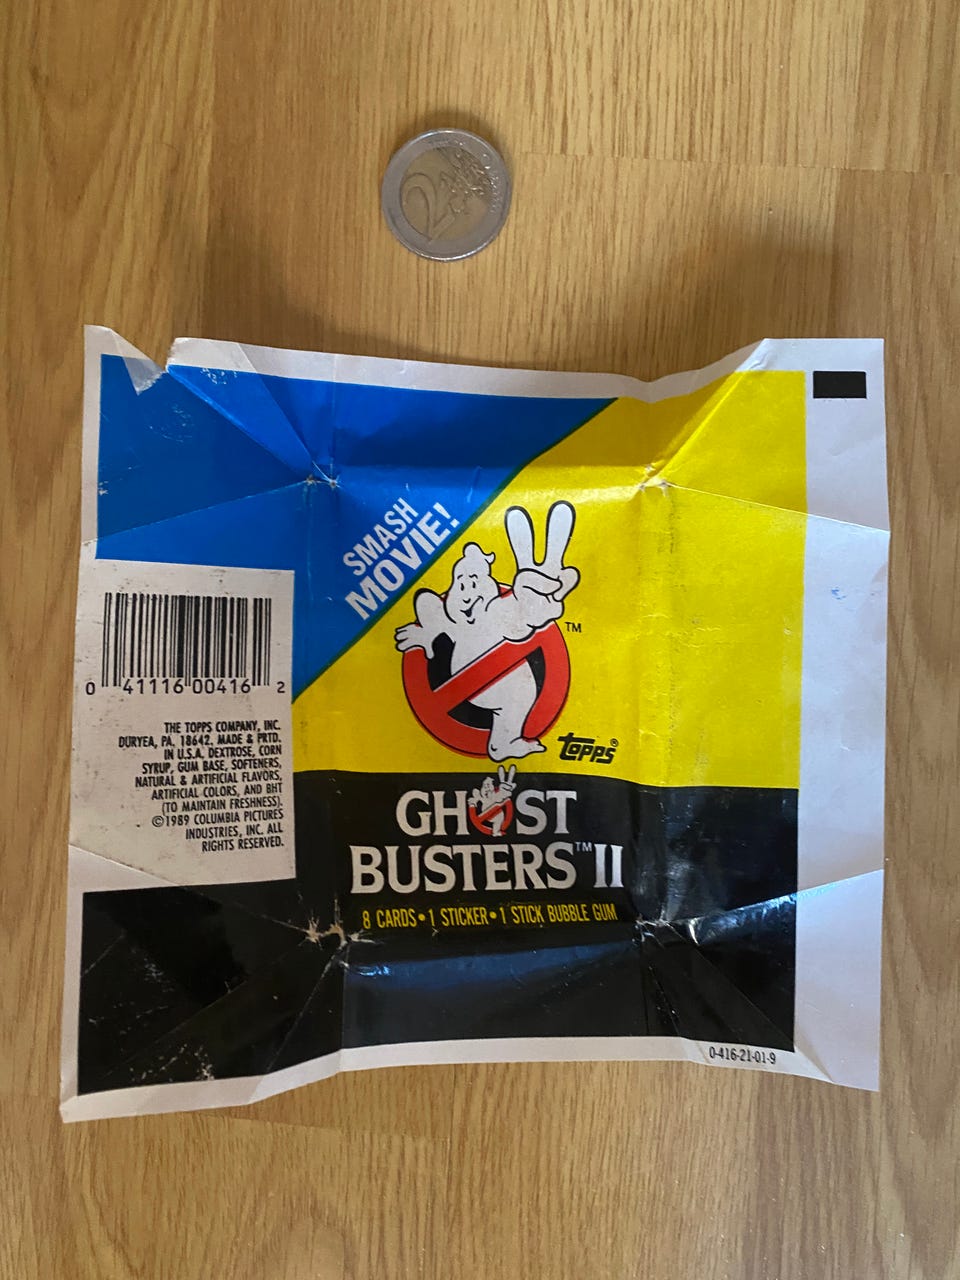 2
SMASH
MOVIE!
TM
topps®
0 41116 00416 2
THE TOPPS COMPANY, INC.
DURYEA, PA. 18642. MADE & PRTD.
IN U.S.A. DEXTROSE, CORN
SYRUP, GUM BASE, SOFTENERS,
NATURAL & ARTIFICIAL FLAVORS,
ARTIFICIAL COLORS, AND BHT
(TO MAINTAIN FRESHNESS).
©1989 COLUMBIA PICTURES
INDUSTRIES, INC. ALL
RIGHTS RESERVED.
GHOST
BUSTERS™ II
8 CARDS • 1 STICKER • 1 STICK BUBBLE GUM
0-416-21-01-9